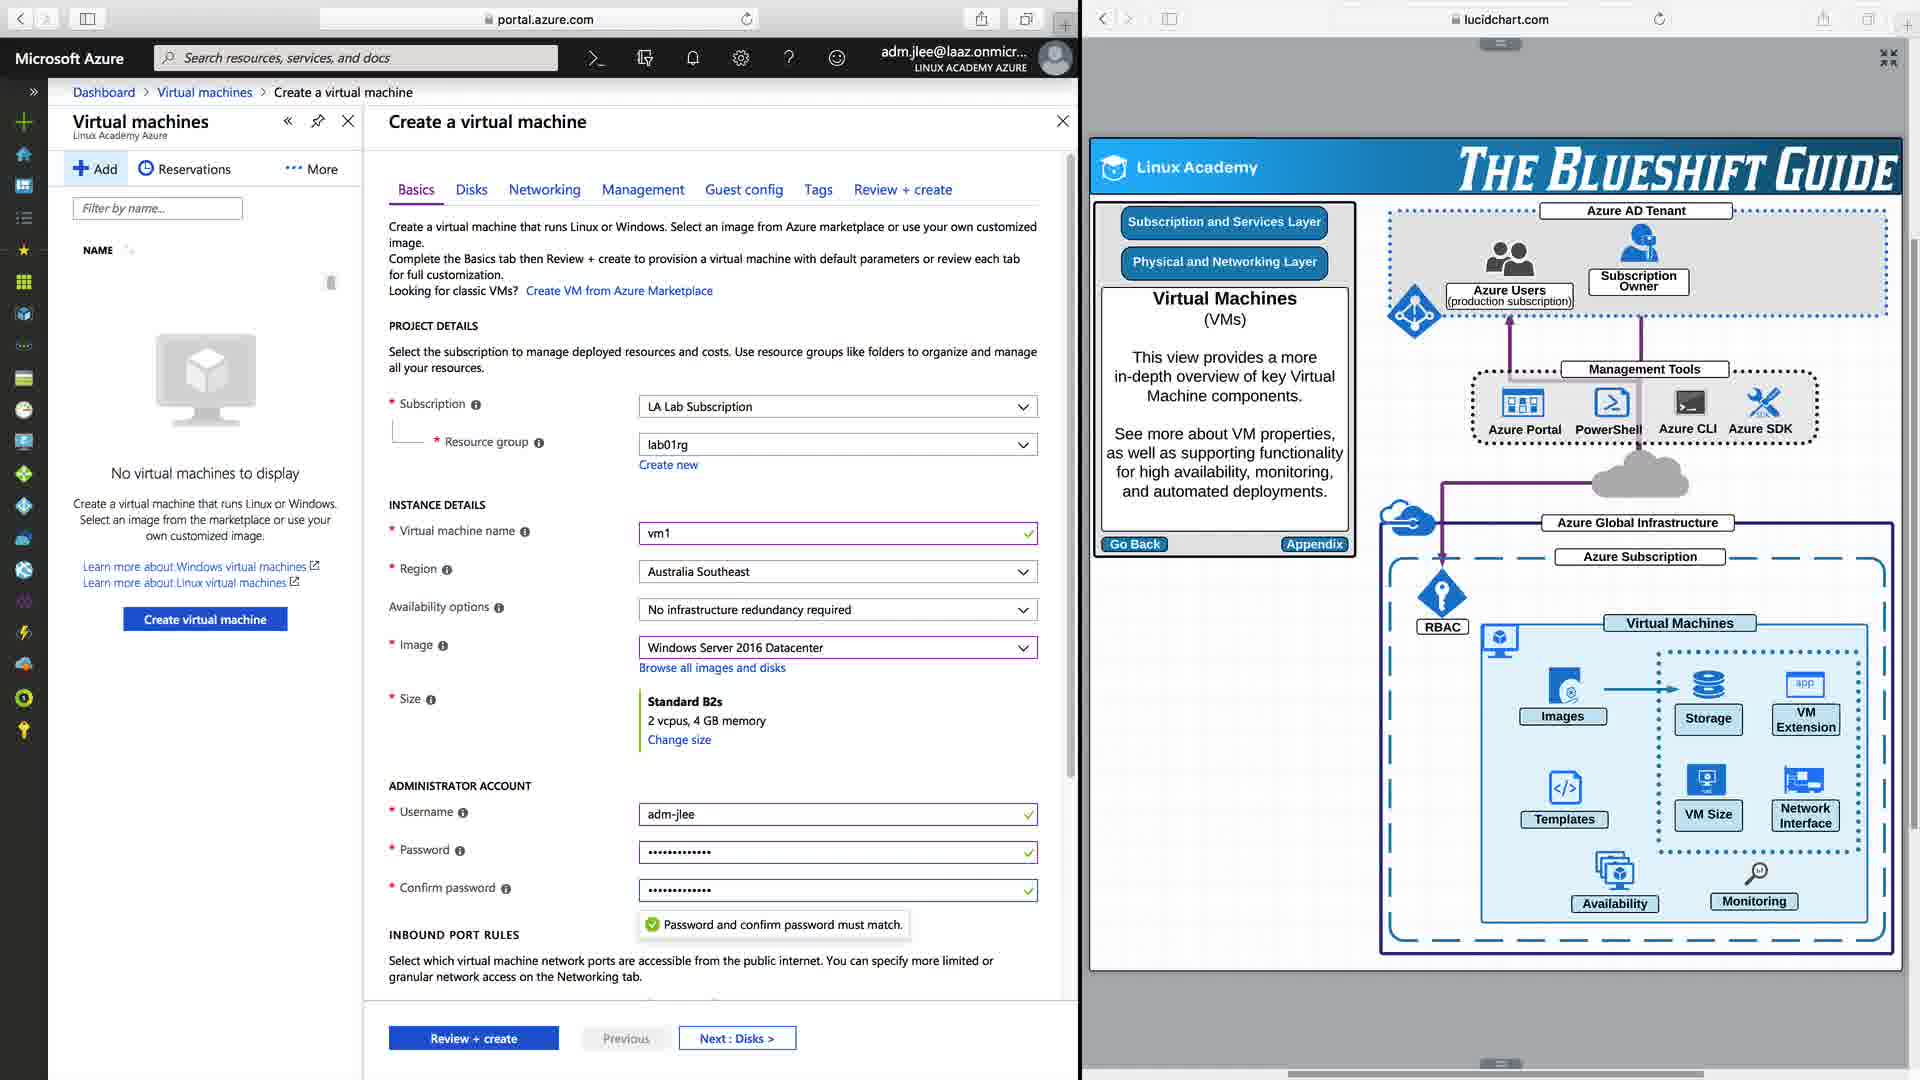 portal.azure.com
Microsoft Azure
Search resources, services, and docs
adm.jlee@laaz.onmicr...
LINUX ACADEMY AZURE
Dashboard > Virtual machines > Create a virtual machine
Virtual machines
Linux Academy Azure
Add
Reservations
More
Filter by name...
NAME
No virtual machines to display
Create a virtual machine that runs Linux or Windows.
Select an image from the marketplace or use your
own customized image.
Learn more about Windows virtual machines
Learn more about Linux virtual machines
Create virtual machine
Create a virtual machine
Basics Disks Networking Management Guest config Tags Review + create
Create a virtual machine that runs Linux or Windows. Select an image from Azure marketplace or use your own customized
image.
Complete the Basics tab then Review + create to provision a virtual machine with default parameters or review each tab
for full customization.
Looking for classic VMs? Create VM from Azure Marketplace
PROJECT DETAILS
Select the subscription to manage deployed resources and costs. Use resource groups like folders to organize and manage
all your resources.
* Subscription
LA Lab Subscription
* Resource group
lab01rg
Create new
INSTANCE DETAILS
* Virtual machine name
vm1
* Region
Australia Southeast
Availability options
No infrastructure redundancy required
* Image
Windows Server 2016 Datacenter
Browse all images and disks
* Size
Standard B2s
2 vcpus, 4 GB memory
Change size
ADMINISTRATOR ACCOUNT
* Username
adm-jlee
* Password
•••••••••••••
* Confirm password
•••••••••••••
Password and confirm password must match.
INBOUND PORT RULES
Select which virtual machine network ports are accessible from the public internet. You can specify more limited or
granular network access on the Networking tab.
Review + create
Previous
Next : Disks >
lucidchart.com
Linux Academy
THE BLUESHIFT GUIDE
Subscription and Services Layer
Physical and Networking Layer
Virtual Machines
(VMs)
This view provides a more
in-depth overview of key Virtual
Machine components.
See more about VM properties,
as well as supporting functionality
for high availability, monitoring,
and automated deployments.
Go Back
Appendix
Azure AD Tenant
Azure Users
(production subscription)
Subscription
Owner
Management Tools
Azure Portal
PowerShell
Azure CLI
SDK
Azure SDK
Azure Global Infrastructure
Azure Subscription
RBAC
Virtual Machines
Images
Storage
app
VM
Extension
Templates
VM Size
Network
Interface
Availability
Monitoring